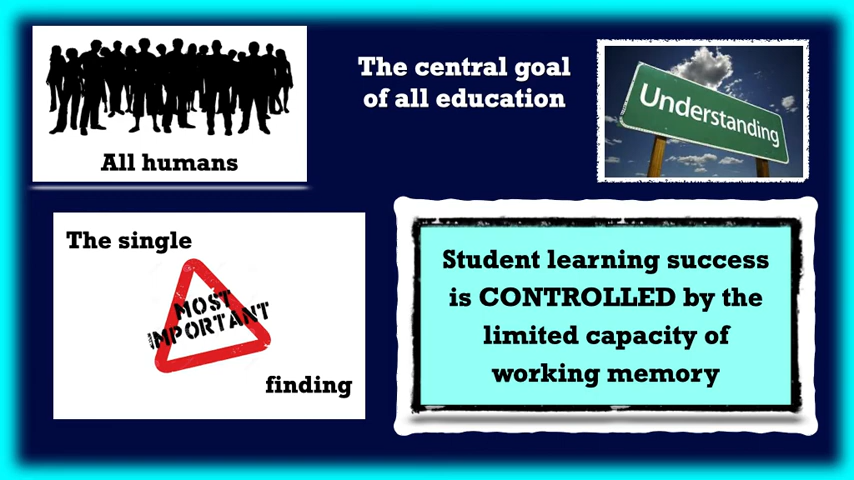 All humans
The central goal
of all education
Understanding
The single
MOST
IMPORTANT
finding
Student learning success
is CONTROLLED by the
limited capacity of
working memory